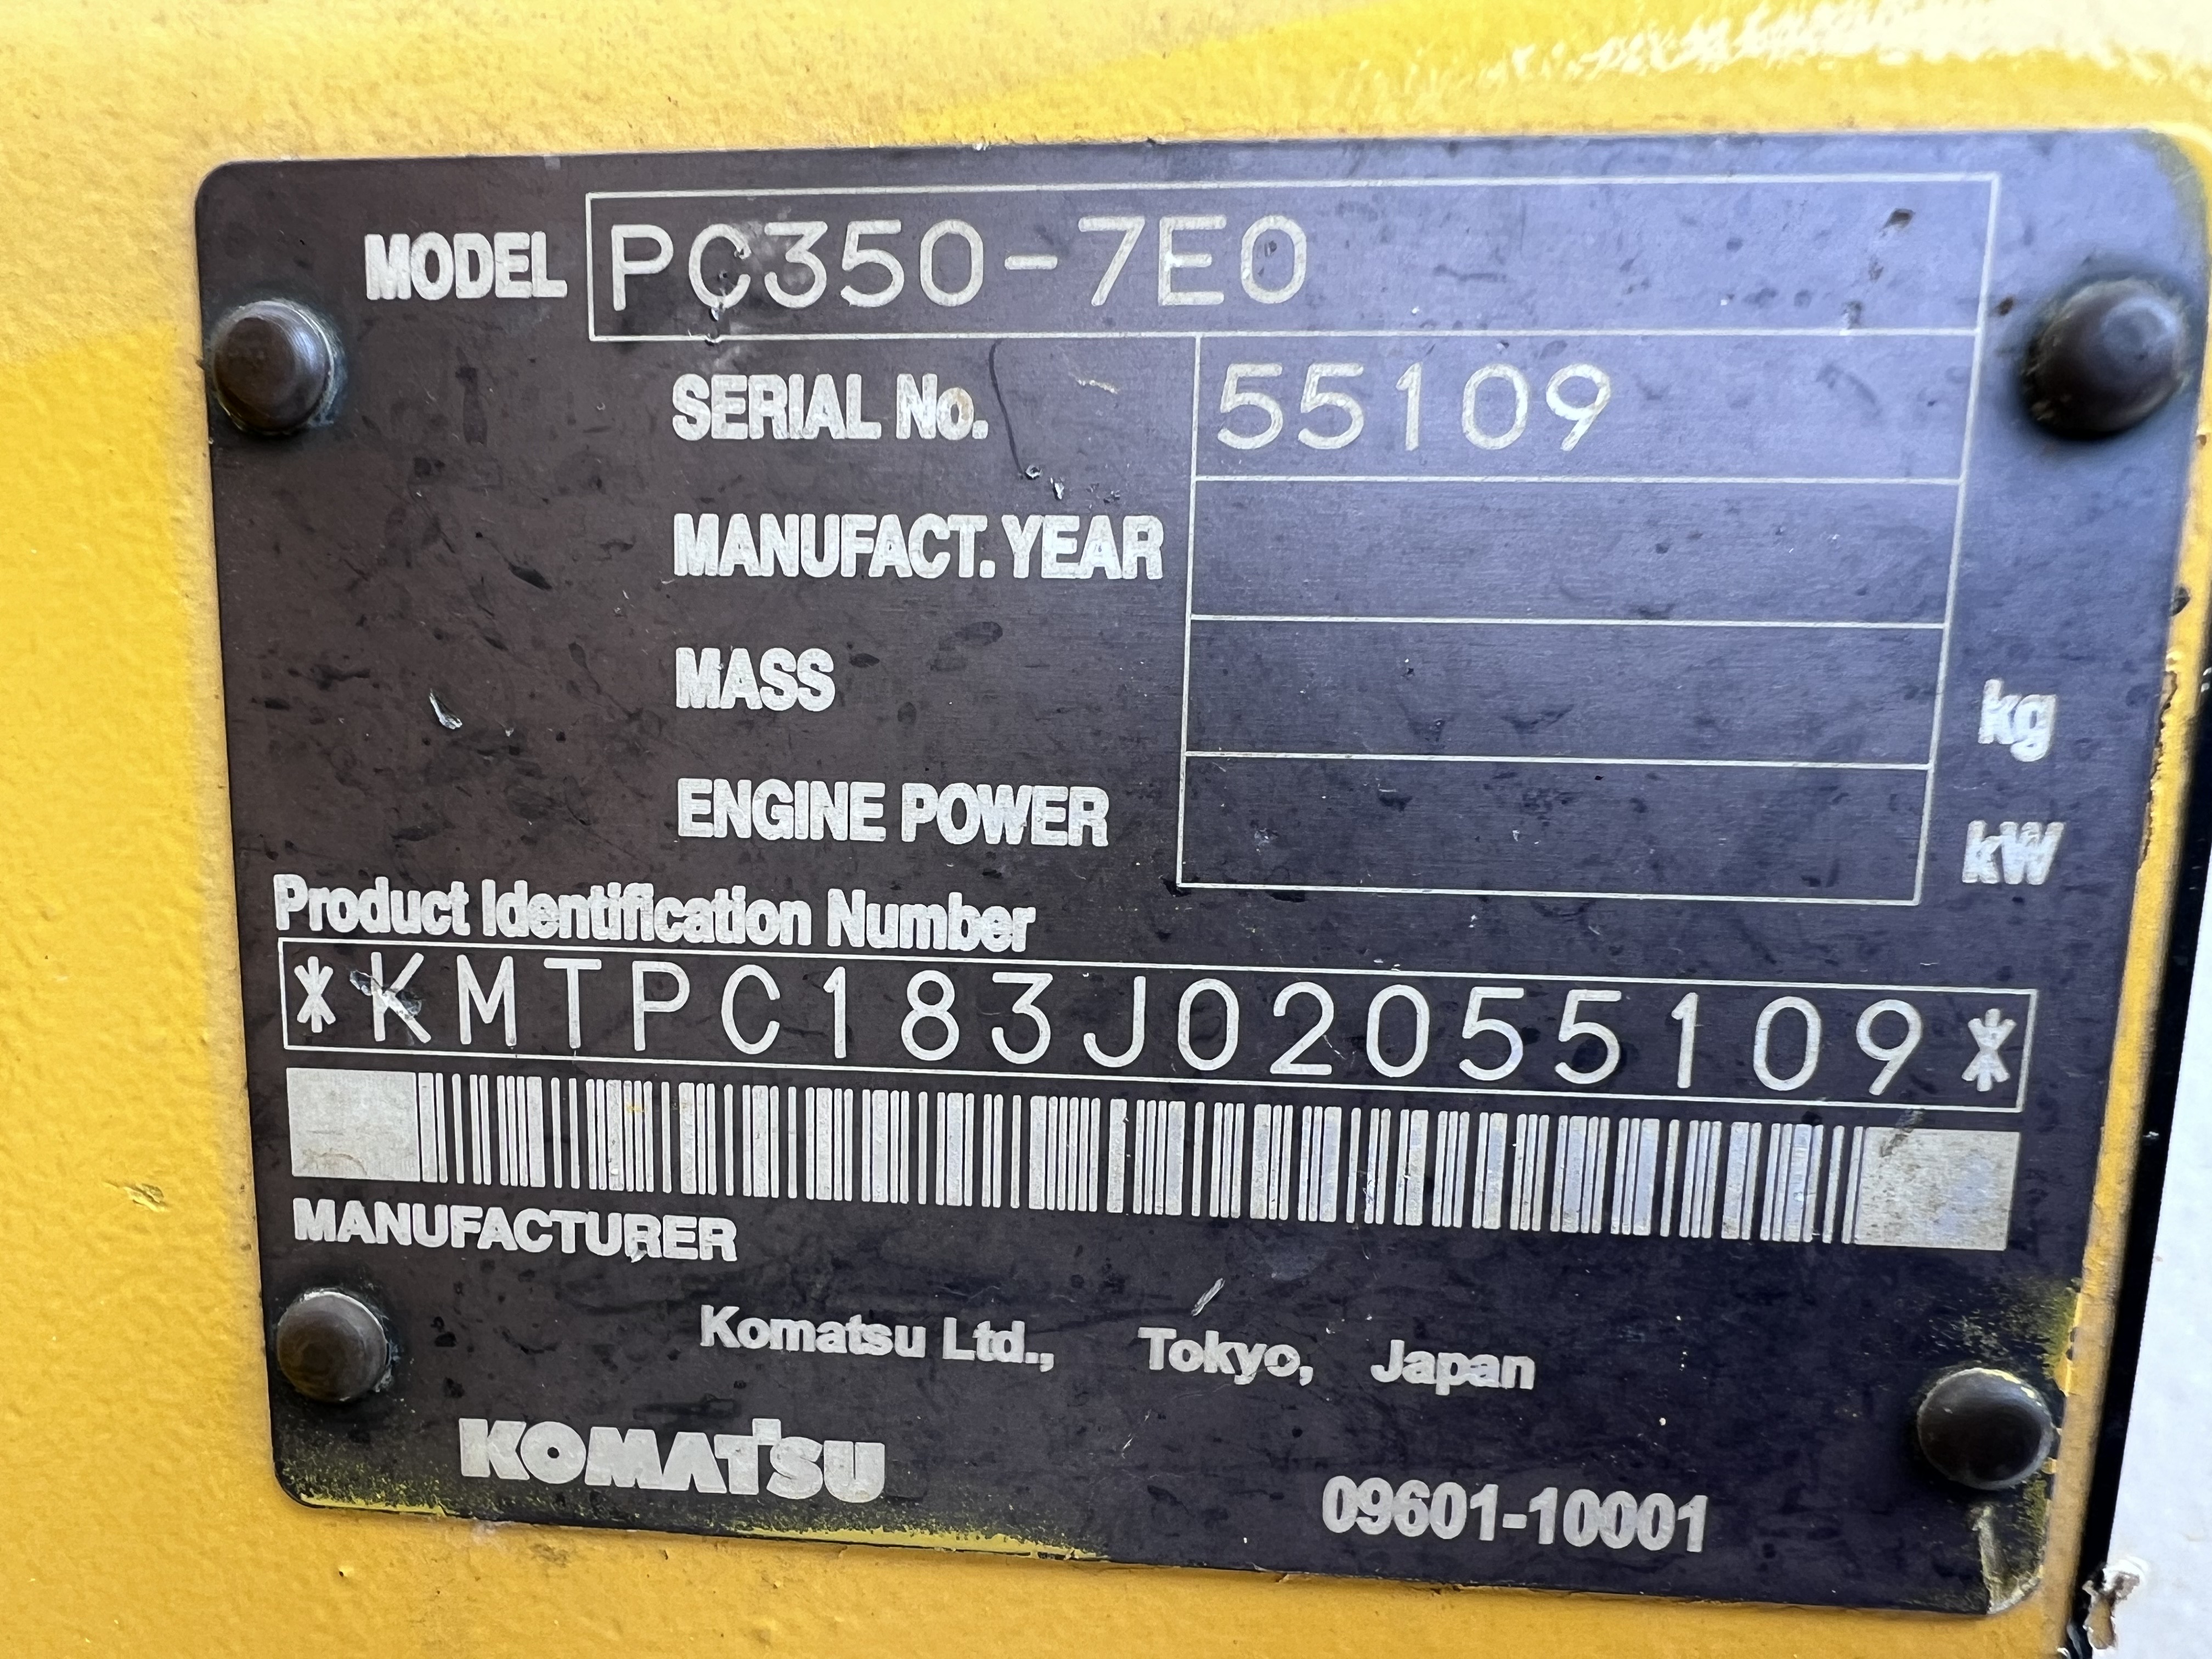 MODEL PC350-7E0
SERIAL No. 55109
MANUFACT. YEAR
MASS kg
ENGINE POWER kW
Product Identification Number
*KMTPC183J02055109*
MANUFACTURER
Komatsu Ltd., Tokyo, Japan
KOMATSU
09601-10001